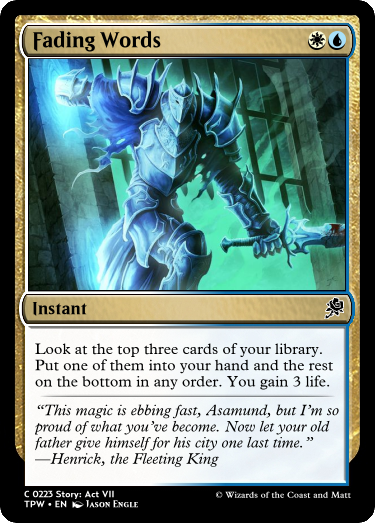 Fading Words
Instant
Look at the top three cards of your library.
Put one of them into your hand and the rest
on the bottom in any order. You gain 3 life.
“This magic is ebbing fast, Asamund, but I’m so
proud of what you’ve become. Now let your old
father give himself for his city one last time.”
—Henrick, the Fleeting King
C 0223 Story: Act VII
TPW • EN Jason Engle
© Wizards of the Coast and Matt